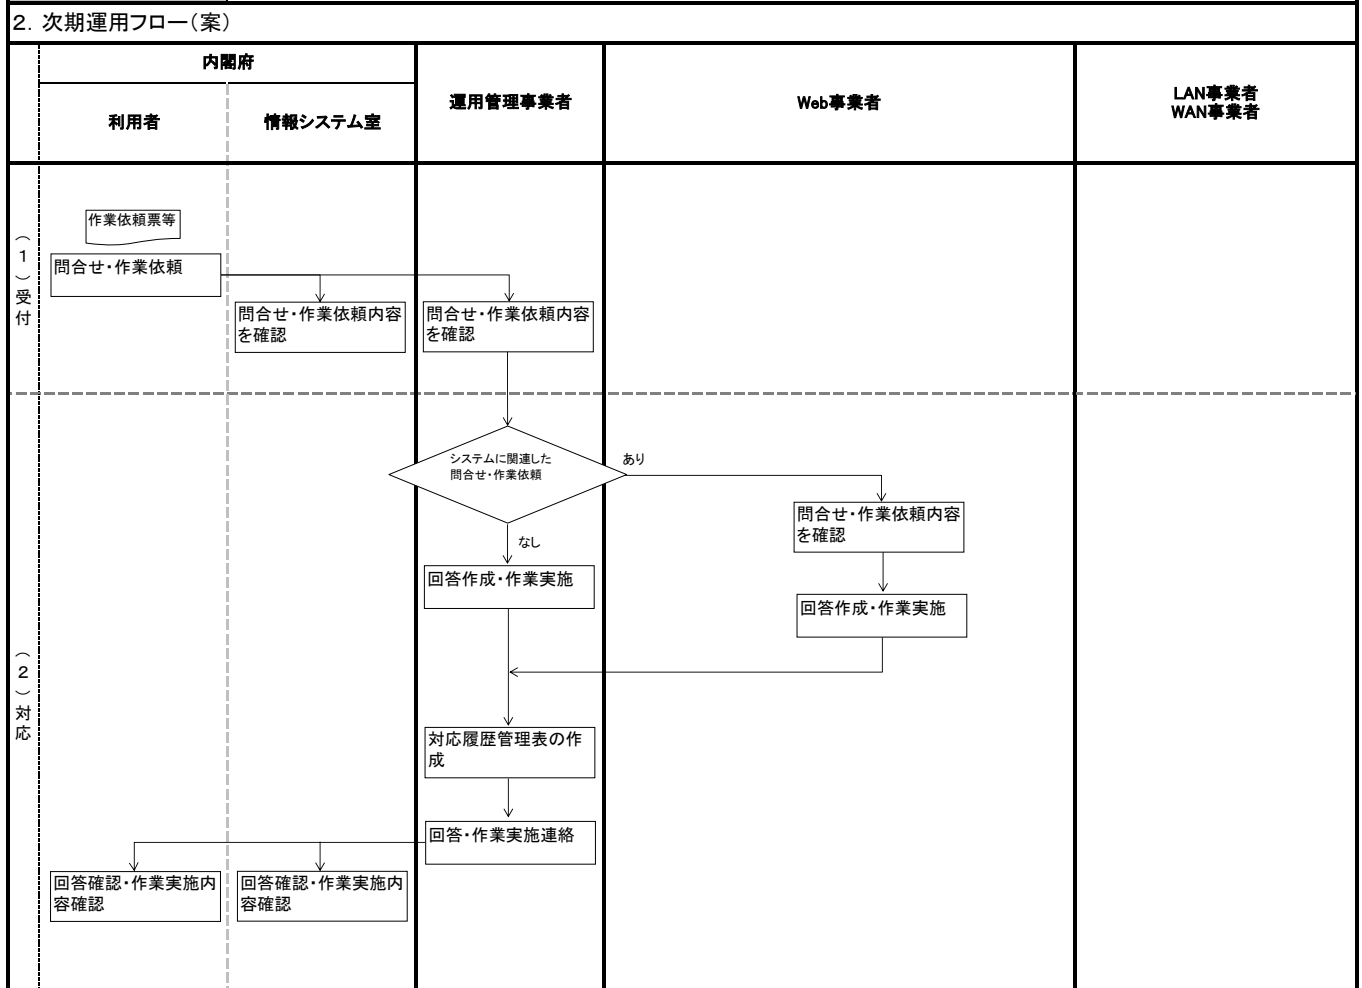 2．次期運用フロー（案）
内閣府
利用者
情報システム室
運用管理事業者
Web事業者
LAN事業者
WAN事業者
（1）受付
作業依頼票等
問合せ・作業依頼
問合せ・作業依頼内容
を確認
問合せ・作業依頼内容
を確認
（2）対応
システムに関連した
問合せ・作業依頼
あり
なし
問合せ・作業依頼内容
を確認
回答作成・作業実施
回答作成・作業実施
対応履歴管理表の作
成
回答・作業実施連絡
回答確認・作業実施内
容確認
回答確認・作業実施内
容確認